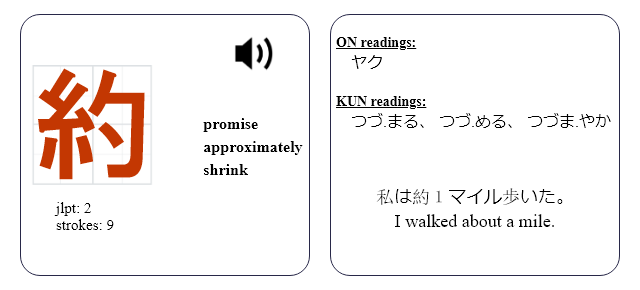 約
promise
approximately
shrink
jlpt: 2
strokes: 9
ON readings:
ヤク
KUN readings:
つづ.まる、 つづ.める、 つづま.やか
私は約１マイル歩いた。
I walked about a mile.